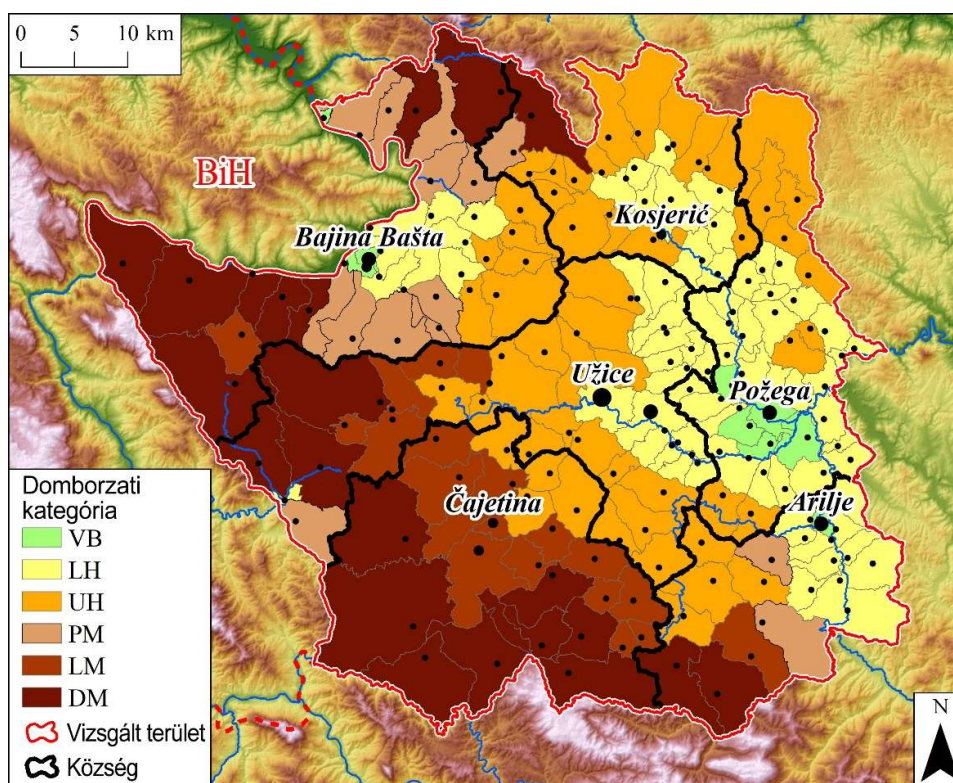 0 5 10 km
BiH
Kosjerić
Bajina Bašta
Užice
Požega
Čajetina
Arilje
Domborzati
kategória
VB
LH
UH
PM
LM
DM
Vizsgált terület
Község
N